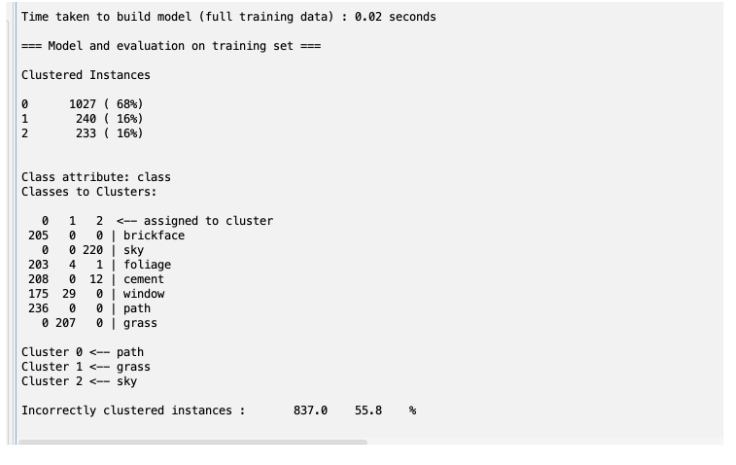 Time taken to build model (full training data) : 0.02 seconds
=== Model and evaluation on training set ===
Clustered Instances
0 1027 ( 68%)
1 240 ( 16%)
2 233 ( 16%)
Class attribute: class
Classes to Clusters:
0 1 2 <-- assigned to cluster
205 0 0 | brickface
0 0 220 | sky
203 4 1 | foliage
208 0 12 | cement
175 29 0 | window
236 0 0 | path
0 207 0 | grass
Cluster 0 <-- path
Cluster 1 <-- grass
Cluster 2 <-- sky
Incorrectly clustered instances : 837.0 55.8 %